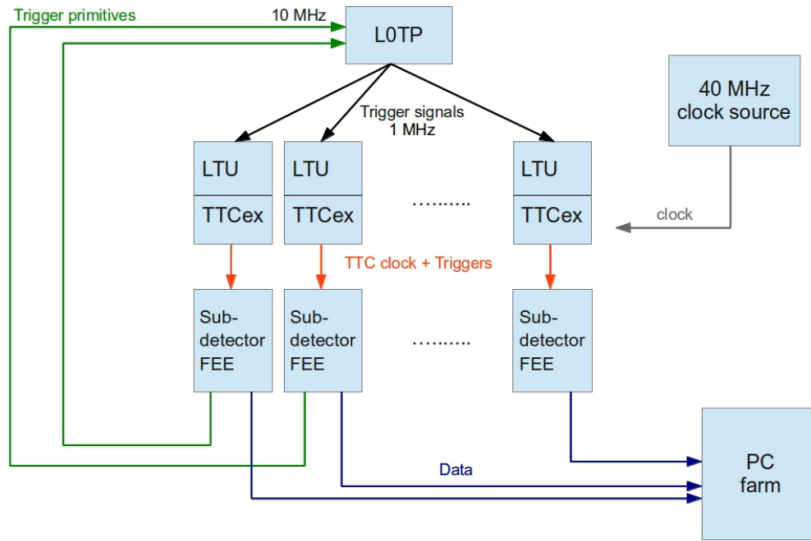 Trigger primitives
10 MHz
L0TP
40 MHz
clock source
Trigger signals
1 MHz
LTU
LTU
LTU
.........
TTCex
TTCex
TTCex
clock
TTC clock + Triggers
Sub-
detector
FEE
Sub-
detector
FEE
.........
Sub-
detector
FEE
Data
PC
farm